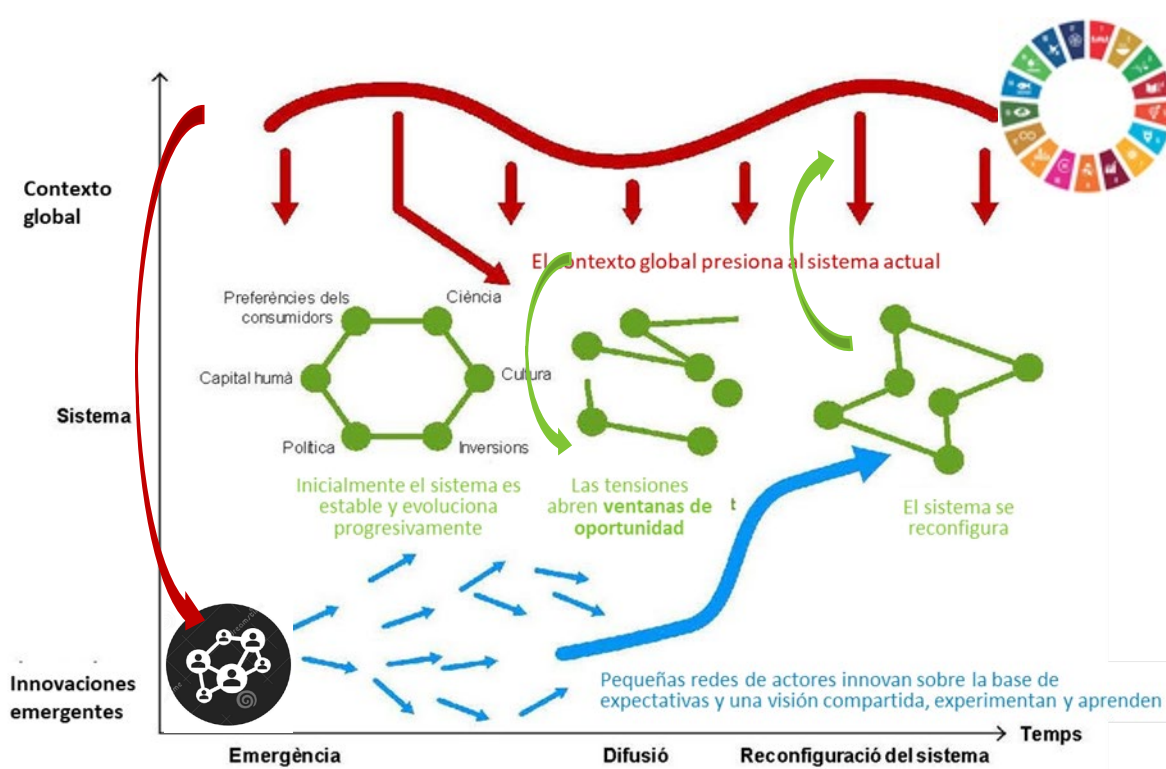 Contexto
global
El contexto global presiona al sistema actual
Preferències dels
consumidors
Ciència
Capital humà
Cultura
Sistema
Política
Inversions
Inicialmente el sistema es
estable y evoluciona
progresivamente
Las tensiones
abren ventanas de
oportunidad
t
El sistema se
reconfigura
Innovaciones
emergentes
Pequeñas redes de actores innovan sobre la base de
expectativas y una visión compartida, experimentan y aprenden
Temps
Emergència
Difusió
Reconfiguració del sistema